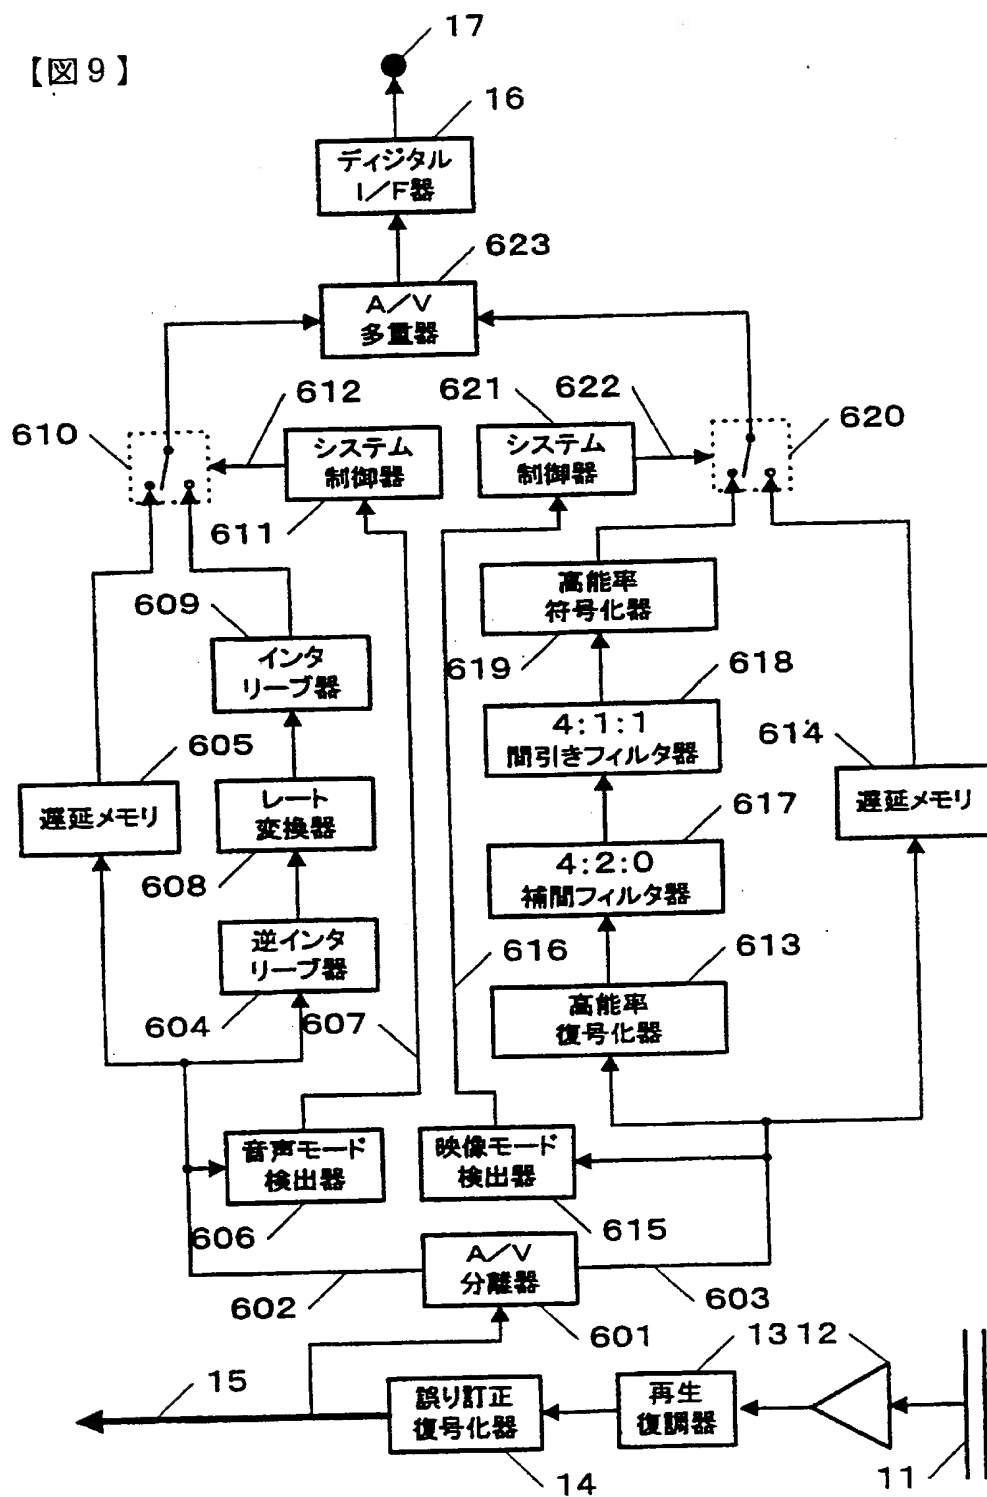 【図9】
17
16
ディジタル
I/F器
623
A/V
多重器
612
621
622
610
620
システム
制御器
システム
制御器
611
609
高能率
符号化器
インタ
リーブ器
619
618
4:1:1
間引きフィルタ器
605
614
遅延メモリ
レート
変換器
617
遅延メモリ
608
4:2:0
補間フィルタ器
逆インタ
リーブ器
616
613
604
607
高能率
復号化器
音声モード
検出器
映像モード
検出器
606
615
A/V
分離器
602
603
601
13
12
15
誤り訂正
復号化器
再生
復調器
14
11